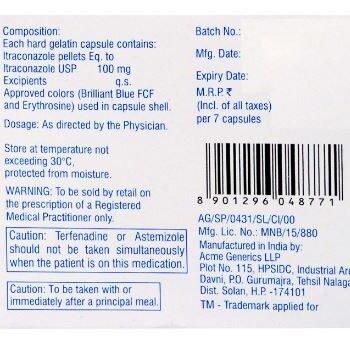 Composition:
Each hard gelatin capsule contains:
Itraconazole pellets Eq. to
Itraconazole USP 100 mg
Excipients q.s.
Approved colors (Brilliant Blue FCF
and Erythrosine) used in capsule shell.
Dosage: As directed by the Physician.
Store at temperature not
exceeding 30°C,
protected from moisture.
WARNING: To be sold by retail on
the prescription of a Registered
Medical Practitioner only.
Caution: Terfenadine or Astemizole
should not be taken simultaneously
when the patient is on this medication.
Caution: To be taken with or
immediately after a principal meal.
Batch No.:
Mfg. Date:
Expiry Date:
M.R.P. ₹
(Incl. of all taxes)
per 7 capsules
8 901296 048771
AG/SP/0431/SL/CI/00
Mfg. Lic. No.: MNB/15/880
Manufactured in India by:
Acme Generics LLP
Plot No. 115, HPSIDC, Industrial Are
Davni, P.O. Gurumajra, Tehsil Nalaga
Dist. Solan, H.P. -174101
TM - Trademark applied for